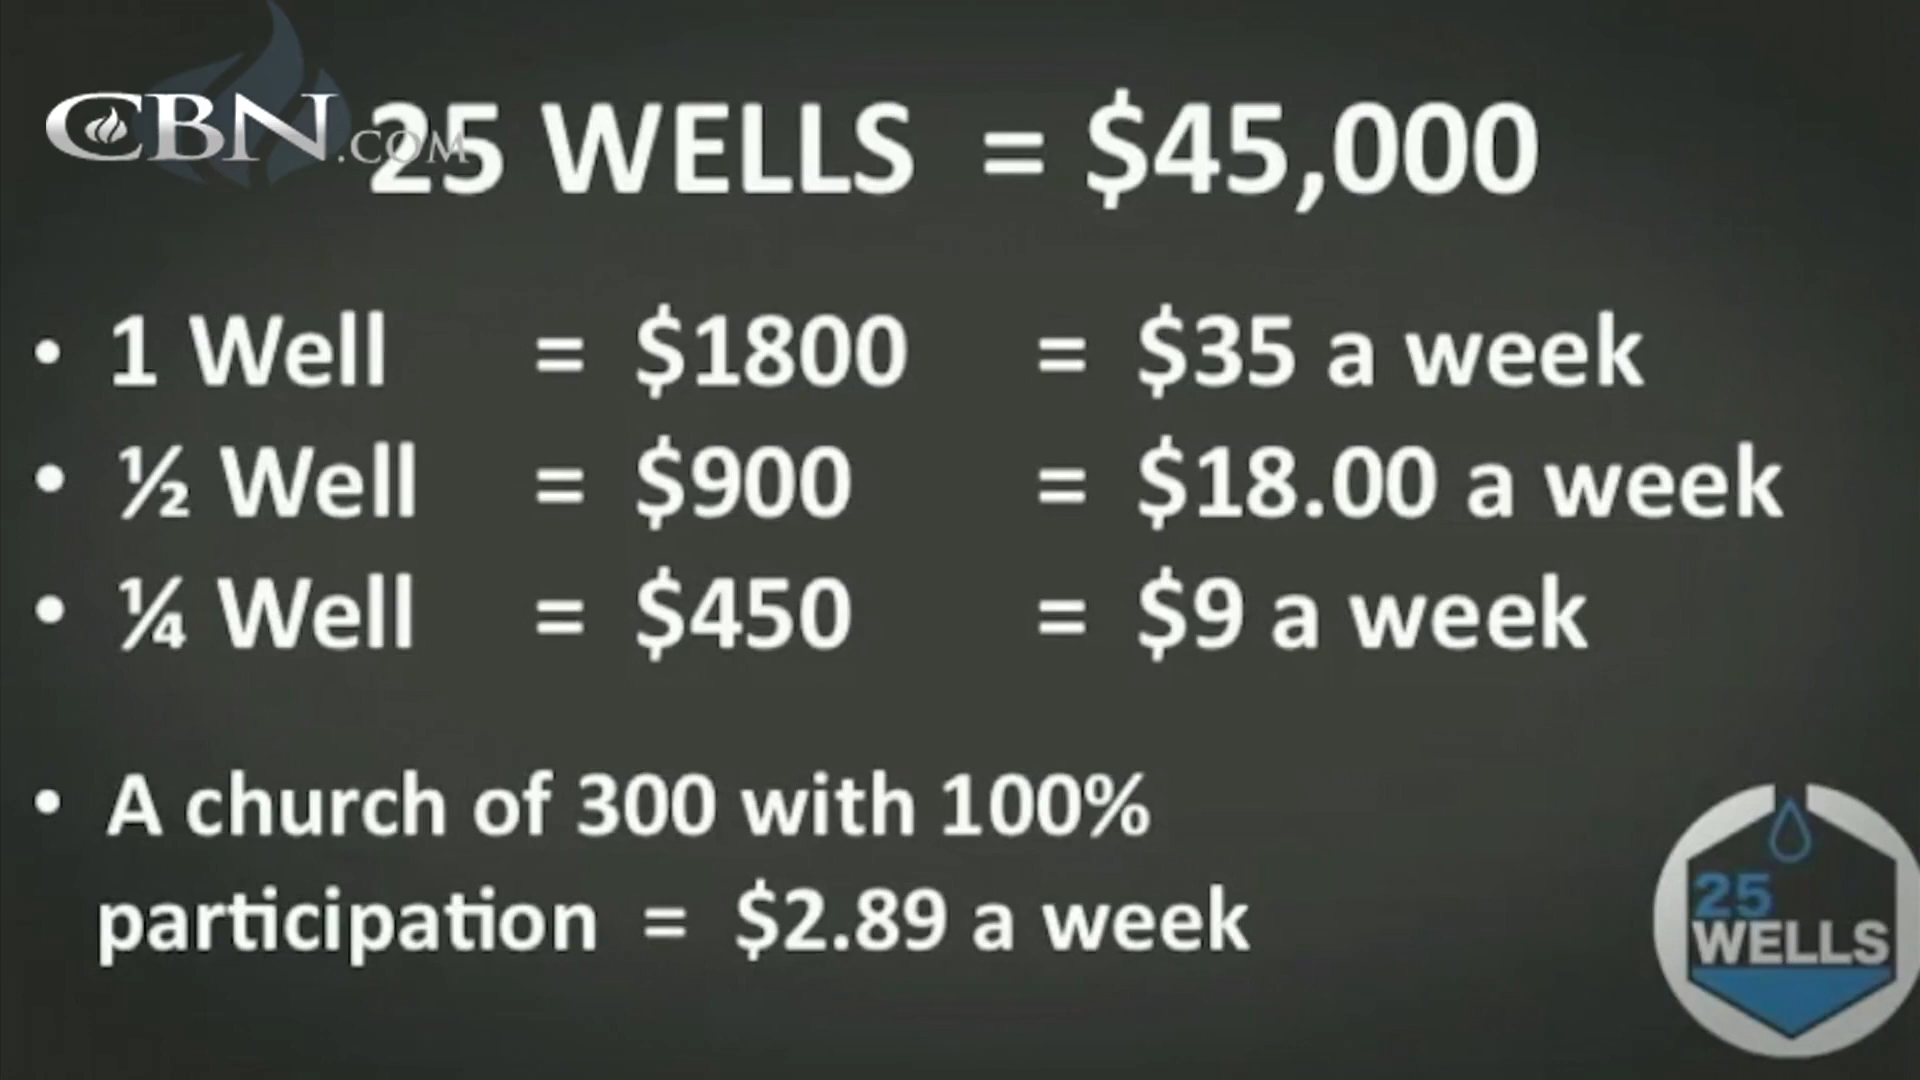 CBN.COM
25 WELLS = $45,000
• 1 Well = $1800 = $35 a week
• ½ Well = $900 = $18.00 a week
• ¼ Well = $450 = $9 a week
• A church of 300 with 100%
participation = $2.89 a week
25
WELLS